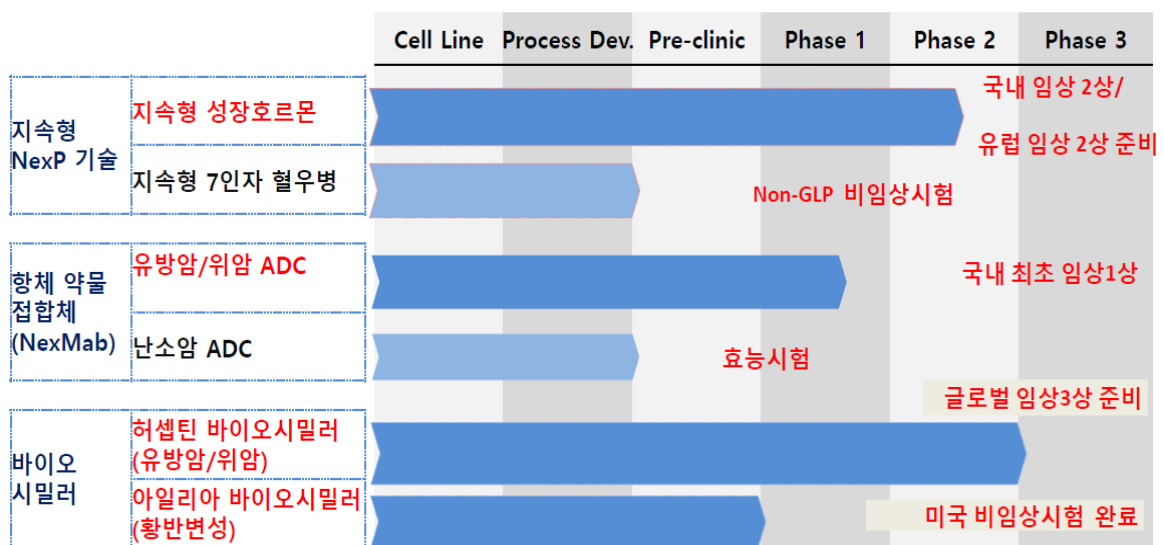 Cell Line Process Dev. Pre-clinic Phase 1 Phase 2 Phase 3
지속형
NexP 기술
지속형 성장호르몬
국내 임상 2상/
유럽 임상 2상 준비
지속형 7인자 혈우병
Non-GLP 비임상시험
항체 약물
접합체
(NexMab)
유방암/위암 ADC
국내 최초 임상1상
난소암 ADC
효능시험
바이오
시밀러
글로벌 임상3상 준비
허셉틴 바이오시밀러
(유방암/위암)
아일리아 바이오시밀러
(황반변성)
미국 비임상시험 완료